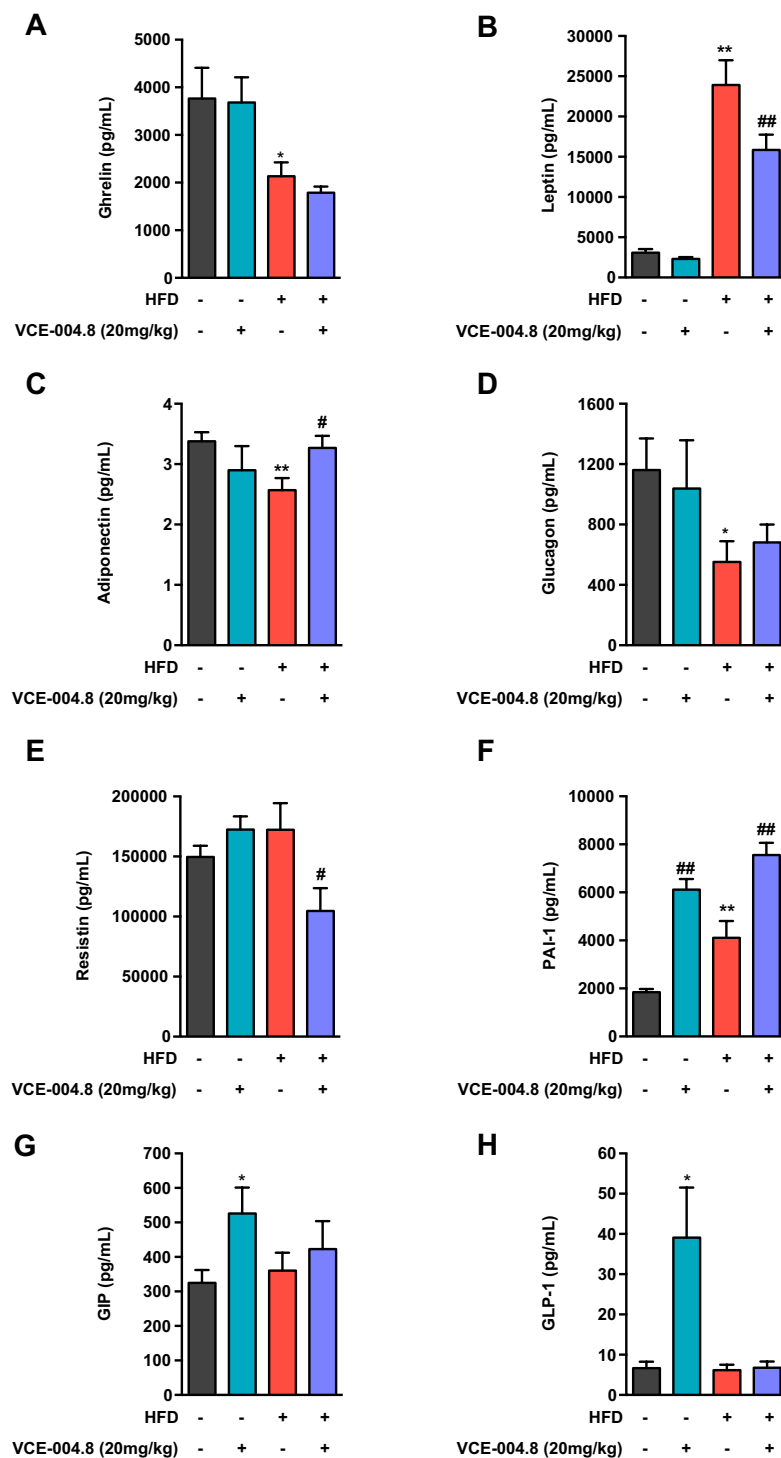 A
Ghrelin (pg/mL)
5000
4000
3000
2000
1000
0
*
HFD - - + +
VCE-004.8 (20mg/kg) - + - +
B
Leptin (pg/mL)
30000
25000
20000
15000
10000
5000
0
**
##
HFD - - + +
VCE-004.8 (20mg/kg) - + - +
C
Adiponectin (pg/mL)
4
3
2
1
0
**
#
HFD - - + +
VCE-004.8 (20mg/kg) - + - +
D
Glucagon (pg/mL)
1600
1200
800
400
0
*
HFD - - + +
VCE-004.8 (20mg/kg) - + - +
E
Resistin (pg/mL)
200000
150000
100000
50000
0
#
HFD - - + +
VCE-004.8 (20mg/kg) - + - +
F
PAI-1 (pg/mL)
10000
8000
6000
4000
2000
0
##
**
##
HFD - - + +
VCE-004.8 (20mg/kg) - + - +
G
GIP (pg/mL)
700
600
500
400
300
200
100
0
*
HFD - - + +
VCE-004.8 (20mg/kg) - + - +
H
GLP-1 (pg/mL)
60
50
40
30
20
10
0
*
HFD - - + +
VCE-004.8 (20mg/kg) - + - +